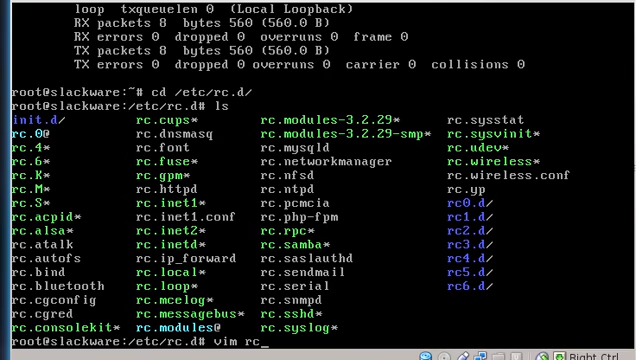 loop  txqueuelen 0  (Local Loopback)
RX packets 8  bytes 560 (560.0 B)
RX errors 0  dropped 0  overruns 0  frame 0
TX packets 8  bytes 560 (560.0 B)
TX errors 0  dropped 0 overruns 0  carrier 0  collisions 0
root@slackware:~# cd /etc/rc.d/
root@slackware:/etc/rc.d# ls
init.d/ rc.cups* rc.modules-3.2.29* rc.sysstat
rc.0@ rc.dnsmasq rc.modules-3.2.29-smp* rc.sysvinit*
rc.4* rc.font rc.mysqld rc.udev*
rc.6* rc.fuse* rc.networkmanager rc.wireless*
rc.K* rc.gpm* rc.nfsd rc.wireless.conf
rc.M* rc.httpd rc.ntpd rc.yp
rc.S* rc.inet1* rc.pcmcia rc0.d/
rc.acpid* rc.inet1.conf rc.php-fpm rc1.d/
rc.alsa* rc.inet2* rc.rpc* rc2.d/
rc.atalk rc.inetd* rc.samba* rc3.d/
rc.autofs rc.ip_forward rc.saslauthd rc4.d/
rc.bind rc.local* rc.sendmail rc5.d/
rc.bluetooth rc.loop* rc.serial rc6.d/
rc.cgconfig rc.mcelog* rc.snmpd
rc.cgred rc.messagebus* rc.sshd*
rc.consolekit* rc.modules@ rc.syslog*
root@slackware:/etc/rc.d# vim rc_
Right Ctrl